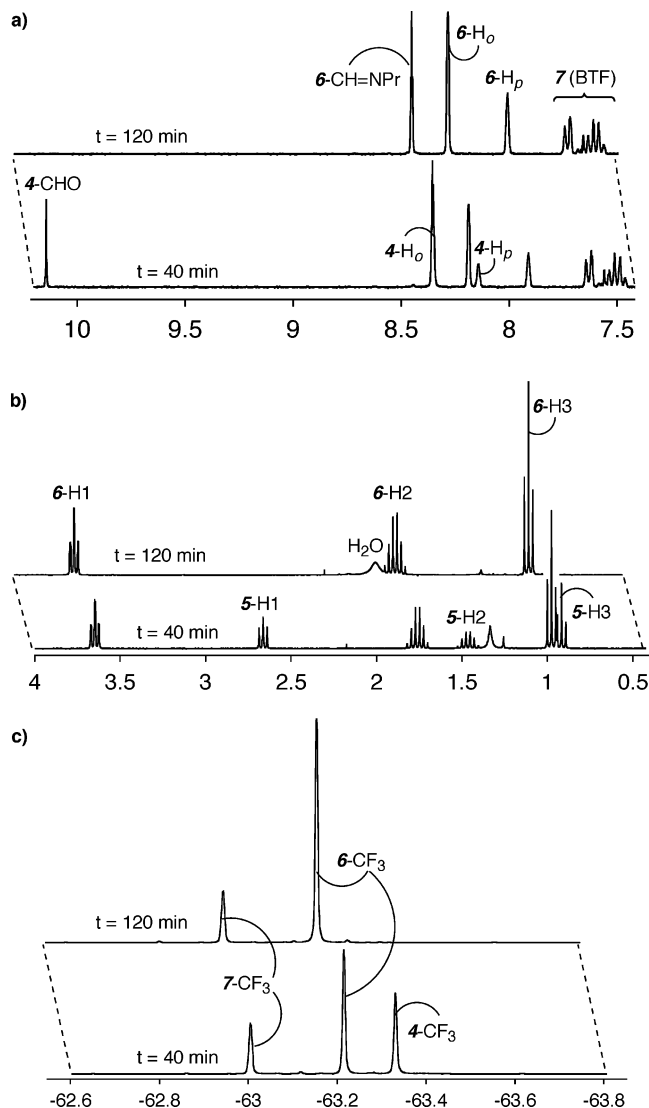 a)
6-Ho
6-CH=NPr
6-Hp
7 (BTF)
t = 120 min
4-CHO
4-Ho
4-Hp
t = 40 min
10 9.5 9 8.5 8 7.5
b)
6-H3
6-H1
6-H2
H2O
t = 120 min
5-H1
5-H2
5-H3
t = 40 min
4 3.5 3 2.5 2 1.5 1 0.5
c)
6-CF3
t = 120 min
7-CF3
4-CF3
t = 40 min
-62.6 -62.8 -63 -63.2 -63.4 -63.6 -63.8